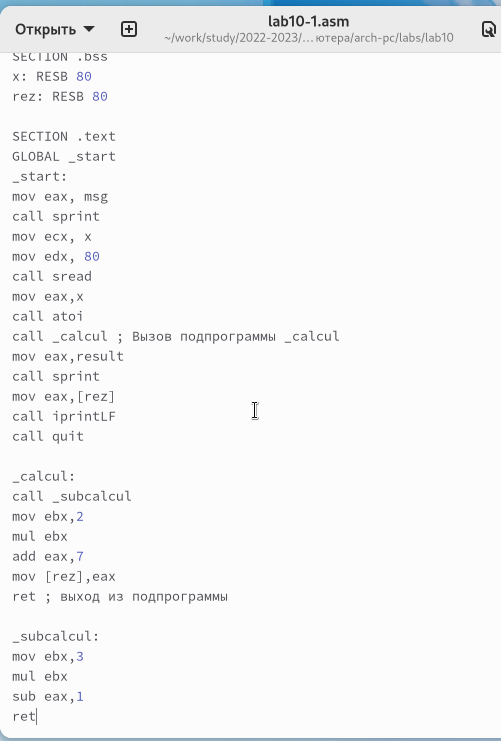 Открыть
lab10-1.asm
~/work/study/2022-2023/… ютера/arch-pc/labs/lab10
SECTION .bss
x: RESB 80
rez: RESB 80
SECTION .text
GLOBAL _start
_start:
mov eax, msg
call sprint
mov ecx, x
mov edx, 80
call sread
mov eax,x
call atoi
call _calcul ; Вызов подпрограммы _calcul
mov eax,result
call sprint
mov eax,[rez]
call iprintLF
call quit
_calcul:
call _subcalcul
mov ebx,2
mul ebx
add eax,7
mov [rez],eax
ret ; выход из подпрограммы
_subcalcul:
mov ebx,3
mul ebx
sub eax,1
ret